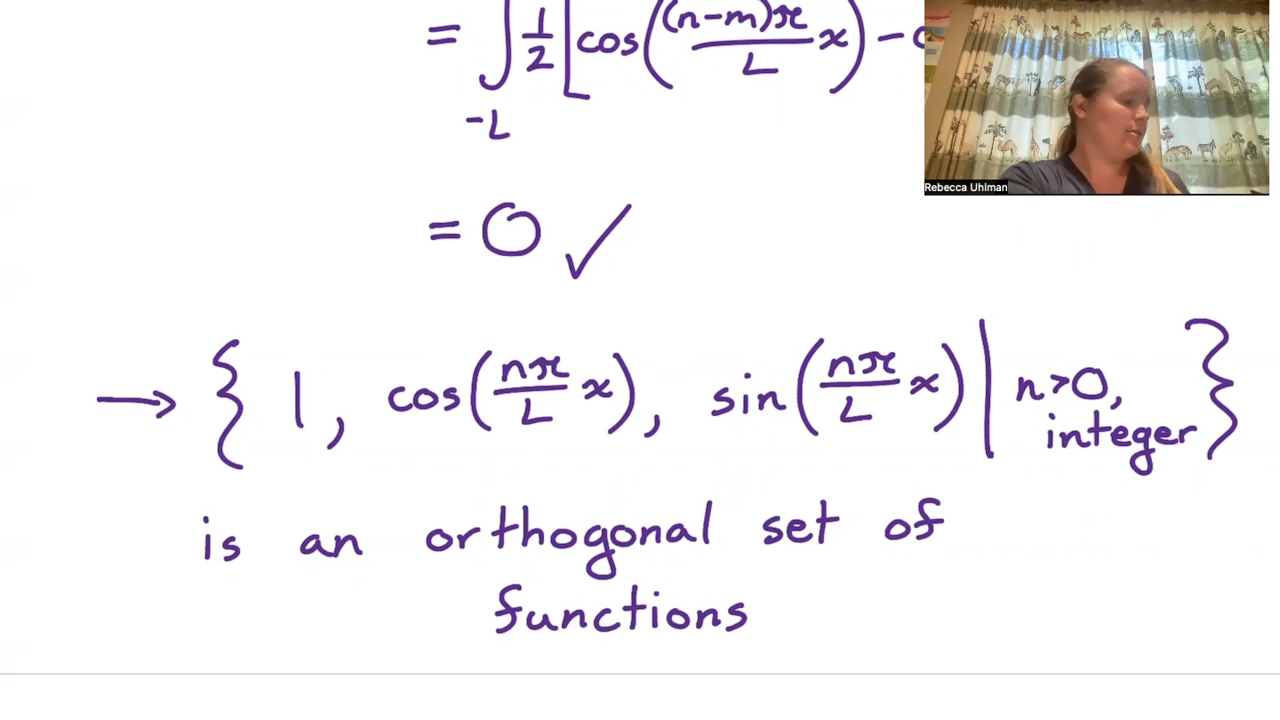 = ∫ 1/2 [cos((n-m)π/L x) -
-L
Rebecca Uhlman
= 0 ✓
→ { 1, cos(nπ/L x), sin(nπ/L x) | n>0, integer }
is an orthogonal set of
functions